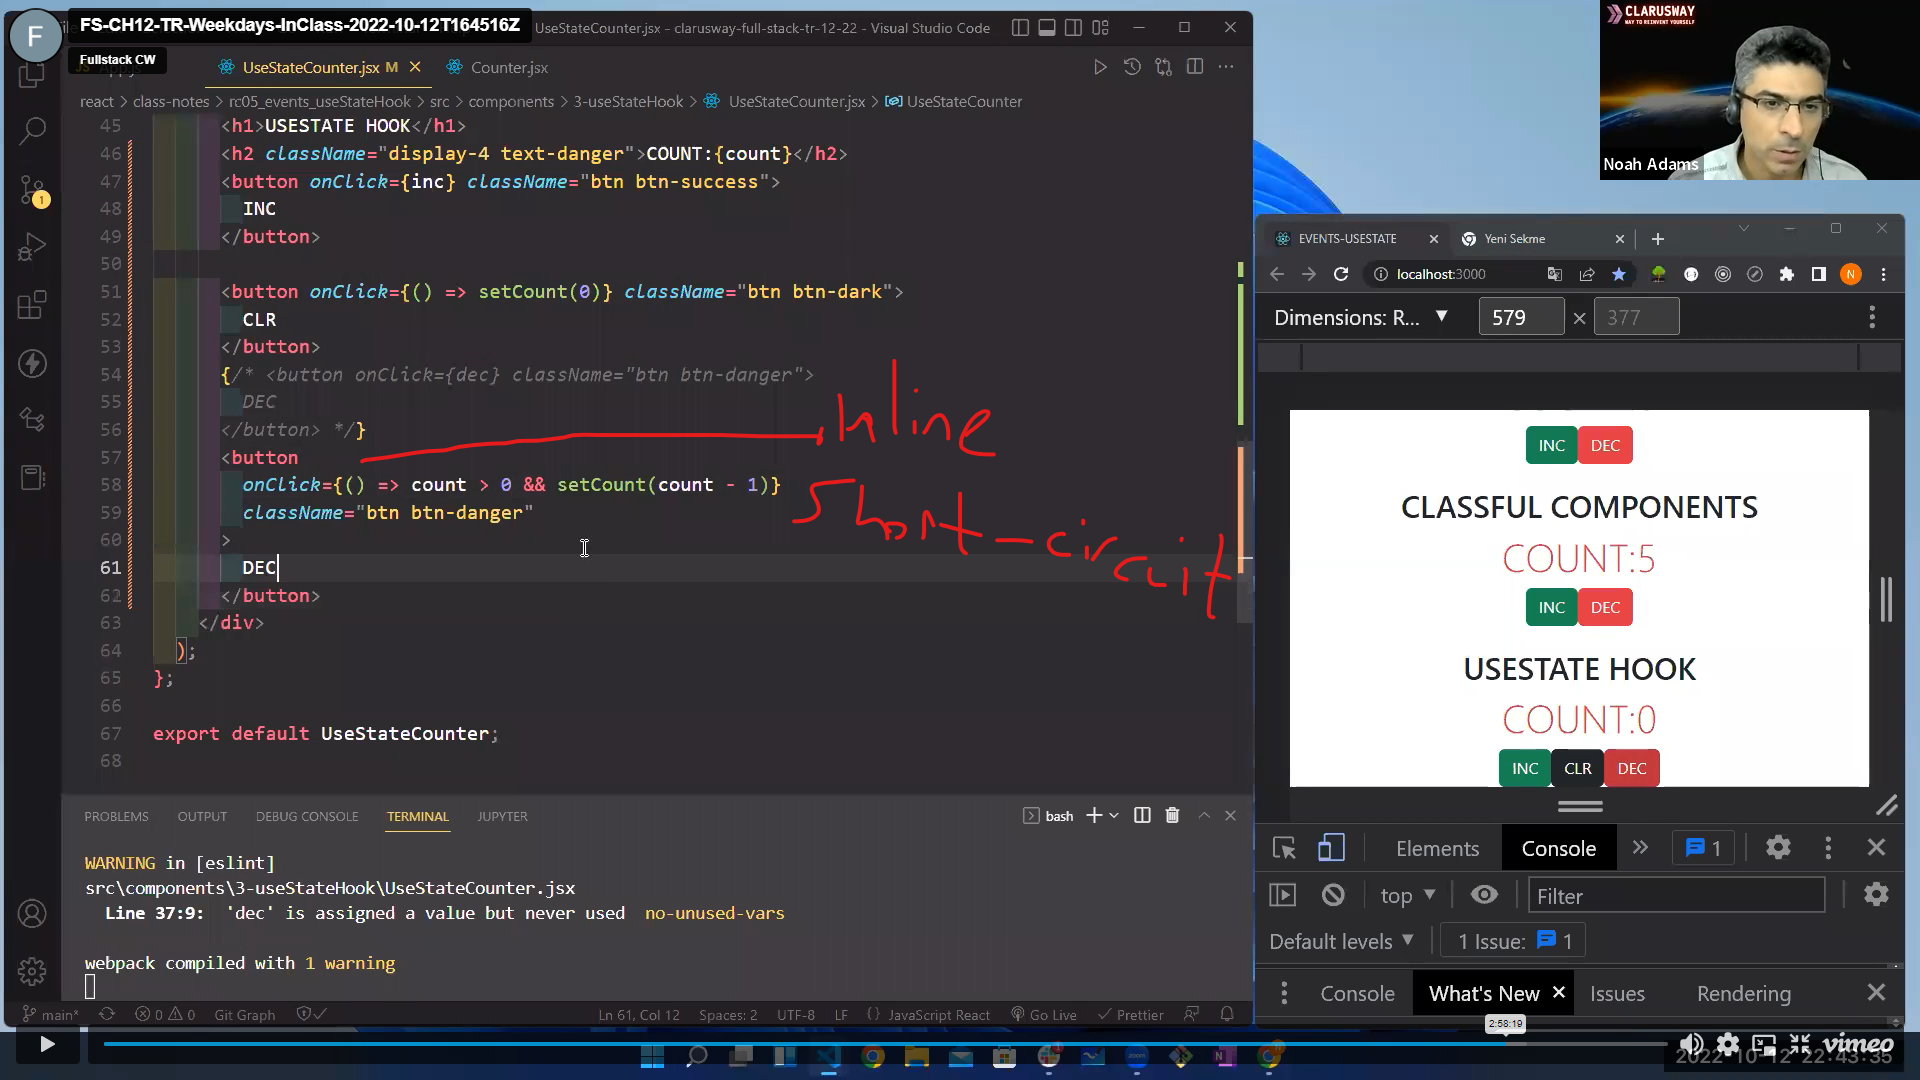 FS-CH12-TR-Weekdays-InClass-2022-10-12T164516Z
UseStateCounter.jsx - clarusway-full-stack-tr-12-22 - Visual Studio Code
F
Fullstack CW
UseStateCounter.jsx M
Counter.jsx
react > class-notes > rc05_events_useStateHook > src > components > 3-useStateHook > UseStateCounter.jsx > UseStateCounter
45 <h1>USESTATE HOOK</h1>
46 <h2 className="display-4 text-danger">COUNT:{count}</h2>
47 <button onClick={inc} className="btn btn-success">
48 INC
49 </button>
50
51 <button onClick={() => setCount(0)} className="btn btn-dark">
52 CLR
53 </button>
54 {/* <button onClick={dec} className="btn btn-danger">
55 DEC
56 </button> */}
57 <button
58 onClick={() => count > 0 && setCount(count - 1)}
59 className="btn btn-danger"
60 >
61 DEC
62 </button>
63 </div>
64 );
65 };
66
67 export default UseStateCounter;
68
Inline
Short-circuit
1
PROBLEMS OUTPUT DEBUG CONSOLE TERMINAL JUPYTER
bash
WARNING in [eslint]
src\components\3-useStateHook\UseStateCounter.jsx
Line 37:9: 'dec' is assigned a value but never used no-unused-vars
webpack compiled with 1 warning
main* 0 0 Git Graph
Ln 61, Col 12 Spaces: 2 UTF-8 LF {} JavaScript React Go Live Prettier
CLARUSWAY
WAY TO REINVENT YOURSELF
Noah Adams
EVENTS-USESTATE
Yeni Sekme
localhost:3000
N
Dimensions: R... 579 × 377
INC DEC
CLASSFUL COMPONENTS
COUNT:5
INC DEC
USESTATE HOOK
COUNT:0
INC CLR DEC
Elements Console » 1
top Filter
Default levels 1 Issue: 1
Console What's New Issues Rendering
2:58:19
vimeo
2022-10-12 22:43:35